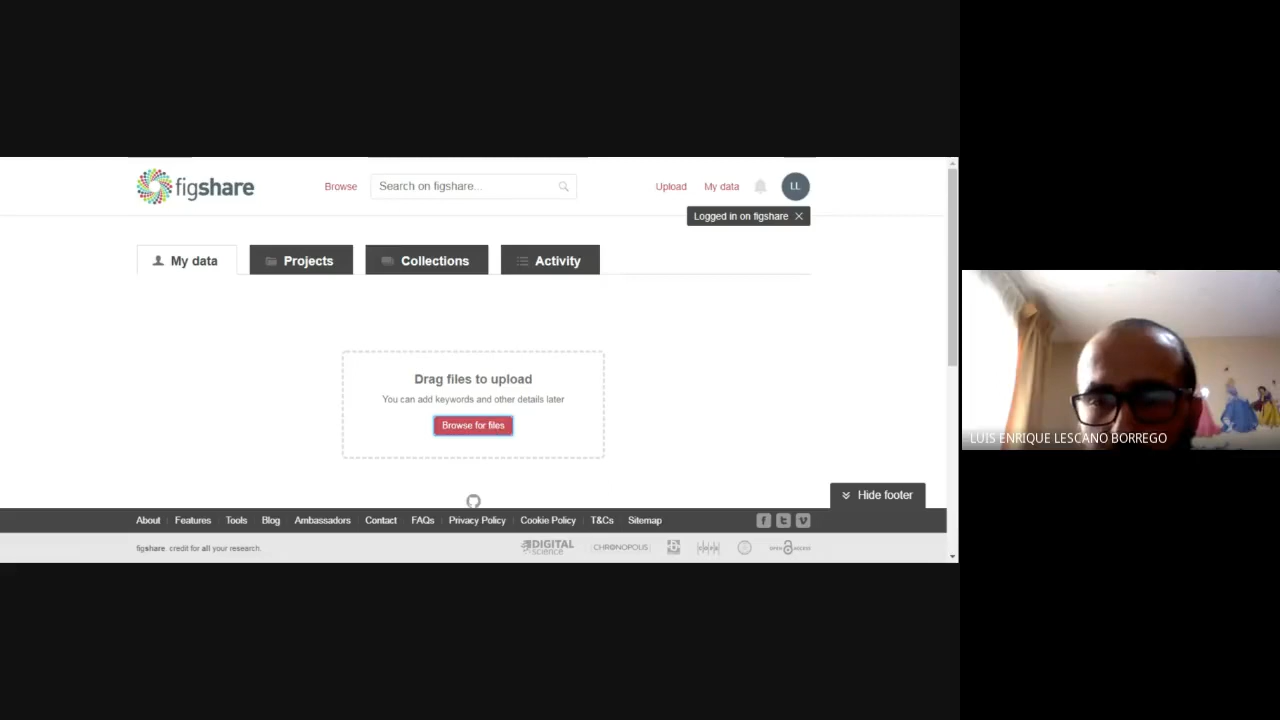 figshare
Browse
Search on figshare...
Upload
My data
LL
Logged in on figshare
My data
Projects
Collections
Activity
Drag files to upload
You can add keywords and other details later
Browse for files
Hide footer
About
Features
Tools
Blog
Ambassadors
Contact
FAQs
Privacy Policy
Cookie Policy
T&Cs
Sitemap
figshare. credit for all your research.
DIGITAL
science
CHRONOPOLIS
OPEN ACCESS
LUIS ENRIQUE LESCANO BORREGO